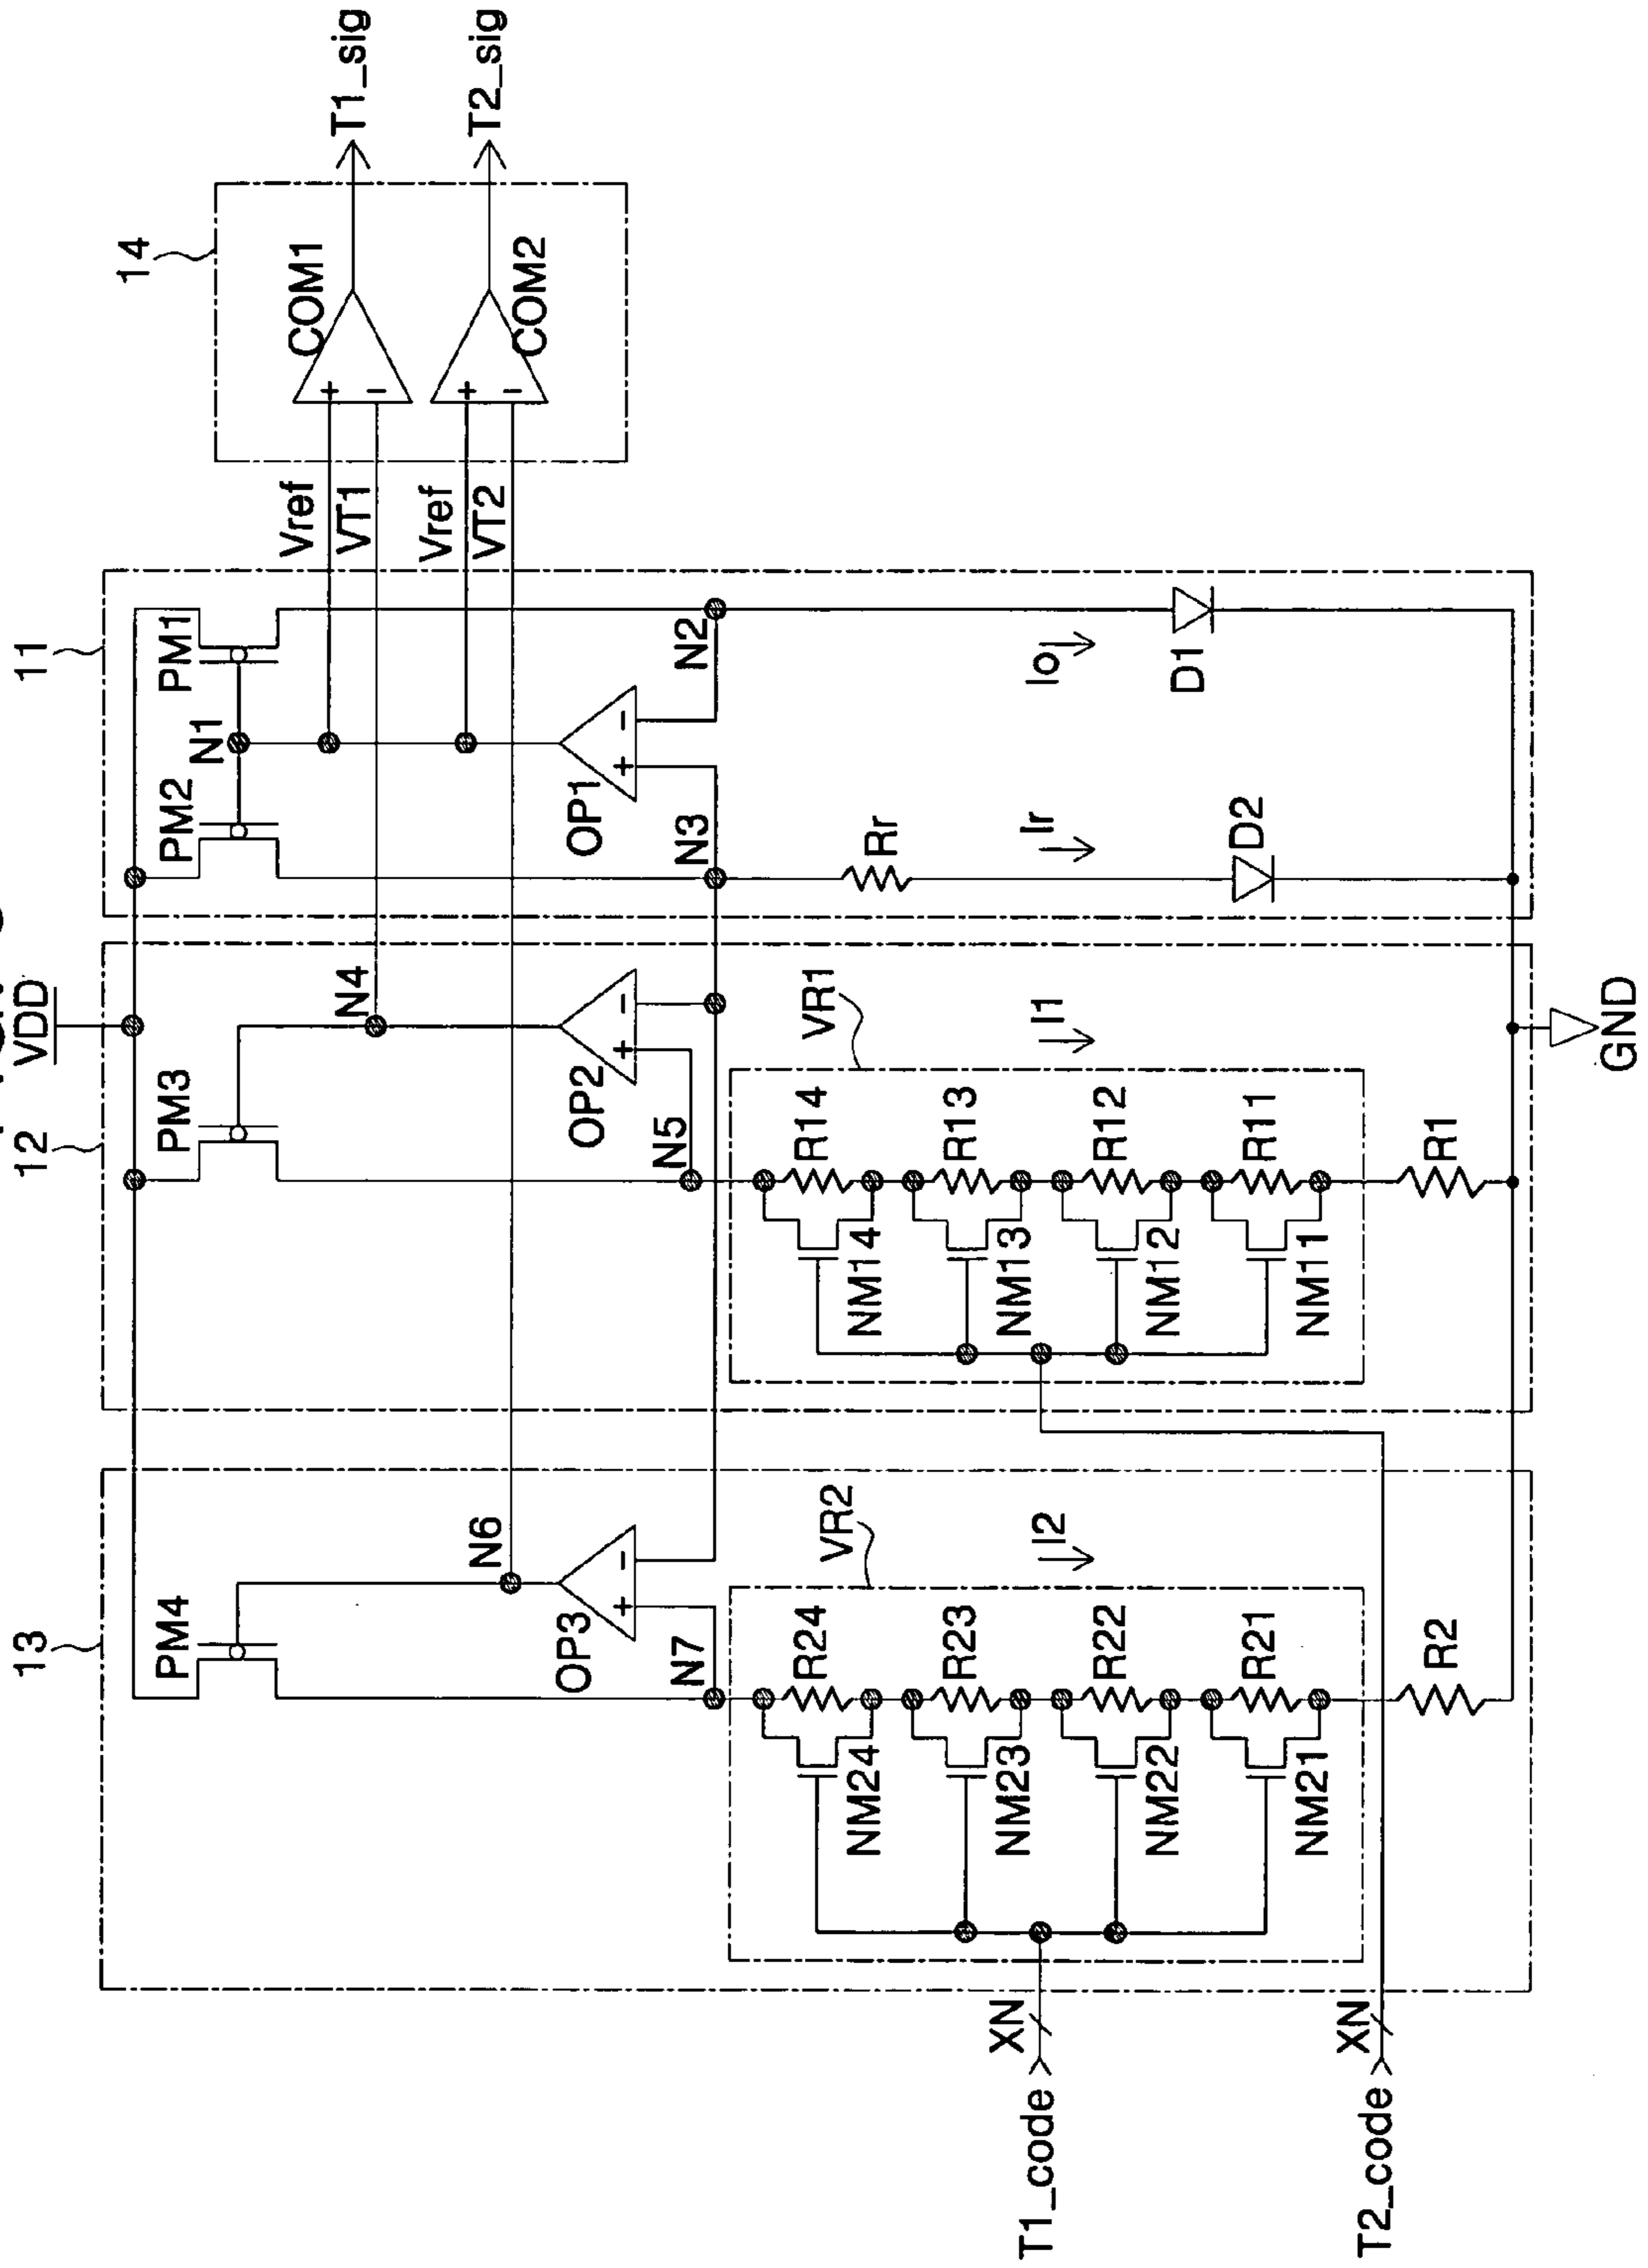 T1_sig
T2_sig
14
COM1
COM2
+
-
+
-
Vref
VT1
Vref
VT2
11
PM1
PM2
N1
OP1
+
-
N2
N3
Rr
Ir
Io
D1
D2
VDD
12
PM3
N4
OP2
+
-
N5
VR1
I1
R14
R13
R12
R11
NM14
NM13
NM12
NM11
R1
GND
13
PM4
N6
OP3
+
-
N7
VR2
I2
R24
R23
R22
R21
NM24
NM23
NM22
NM21
R2
XN
T1_code
XN
T2_code